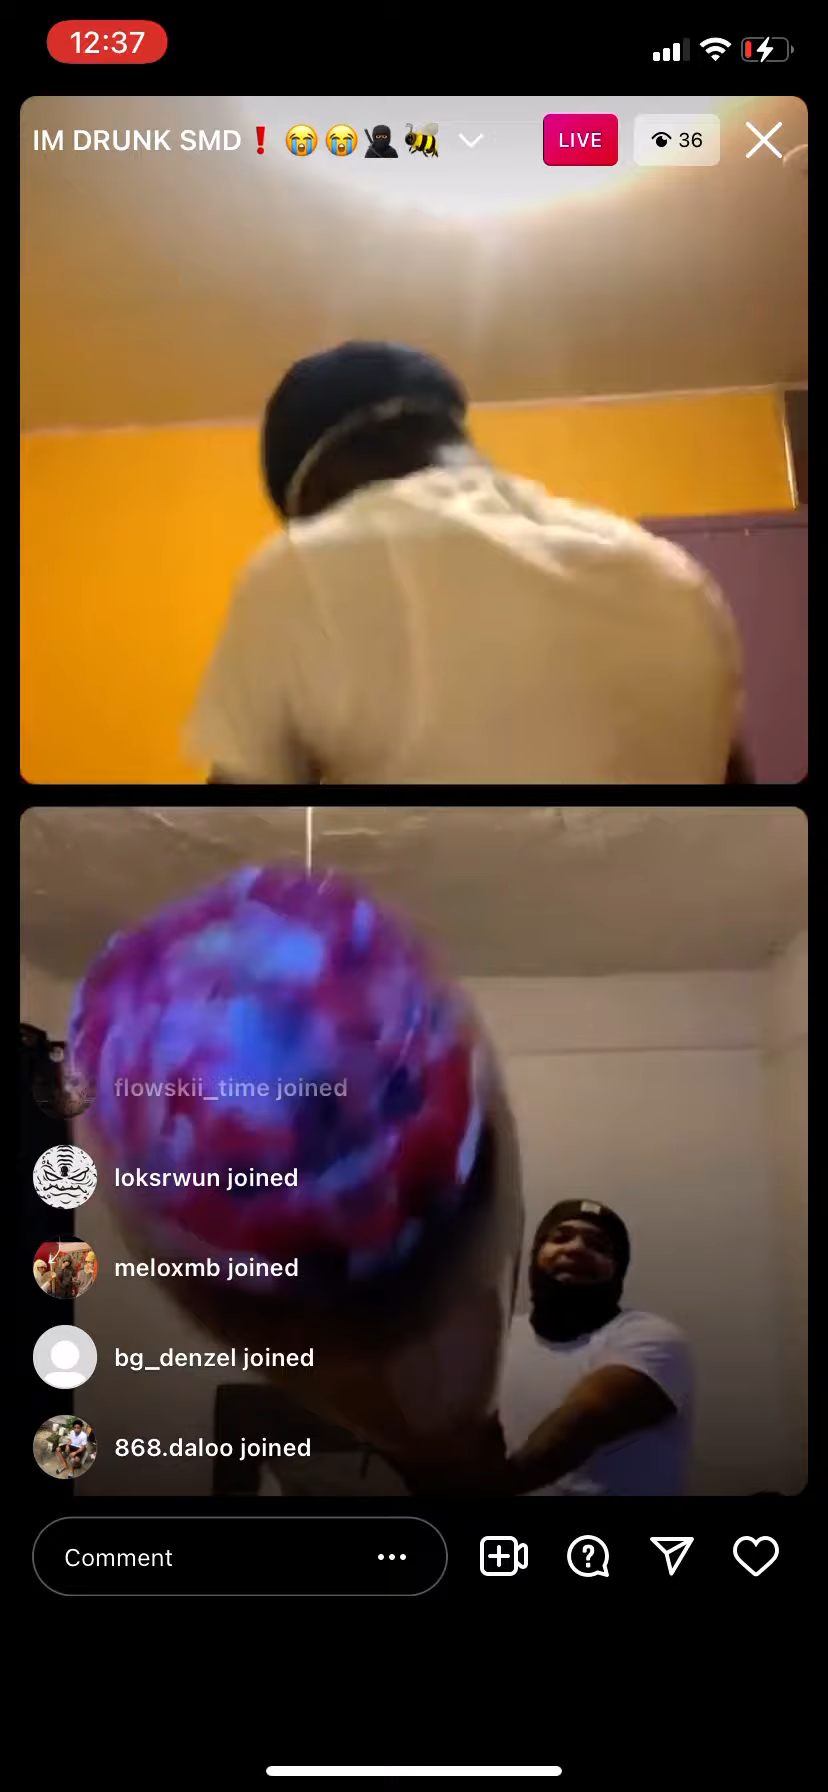 12:37
IM DRUNK SMD❗😭😭🥷🐝
LIVE
36
flowskii_time joined
loksrwun joined
meloxmb joined
bg_denzel joined
868.daloo joined
Comment